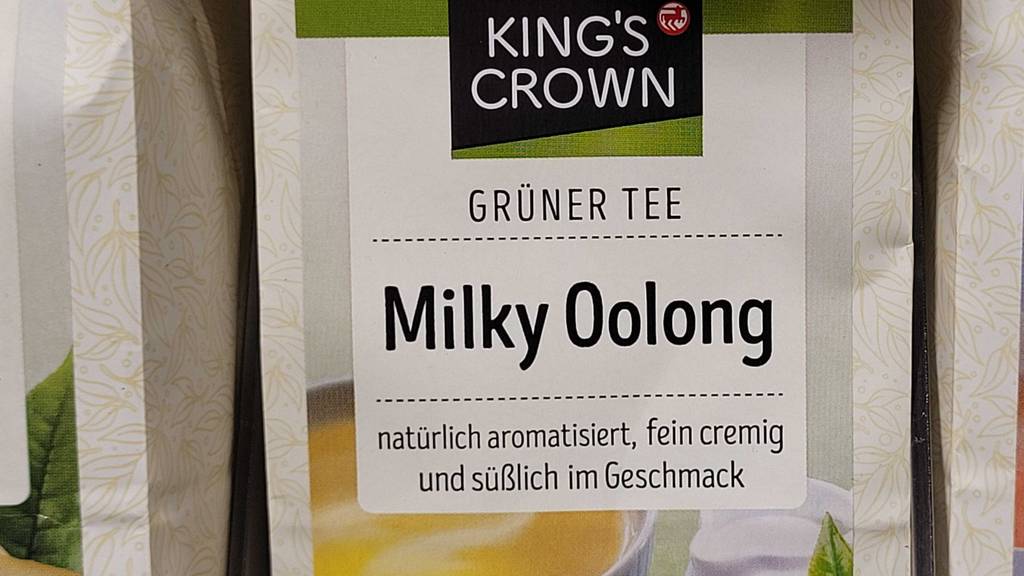 KING'S
CROWN
GRÜNER TEE
Milky Oolong
natürlich aromatisiert, fein cremig
und süßlich im Geschmack